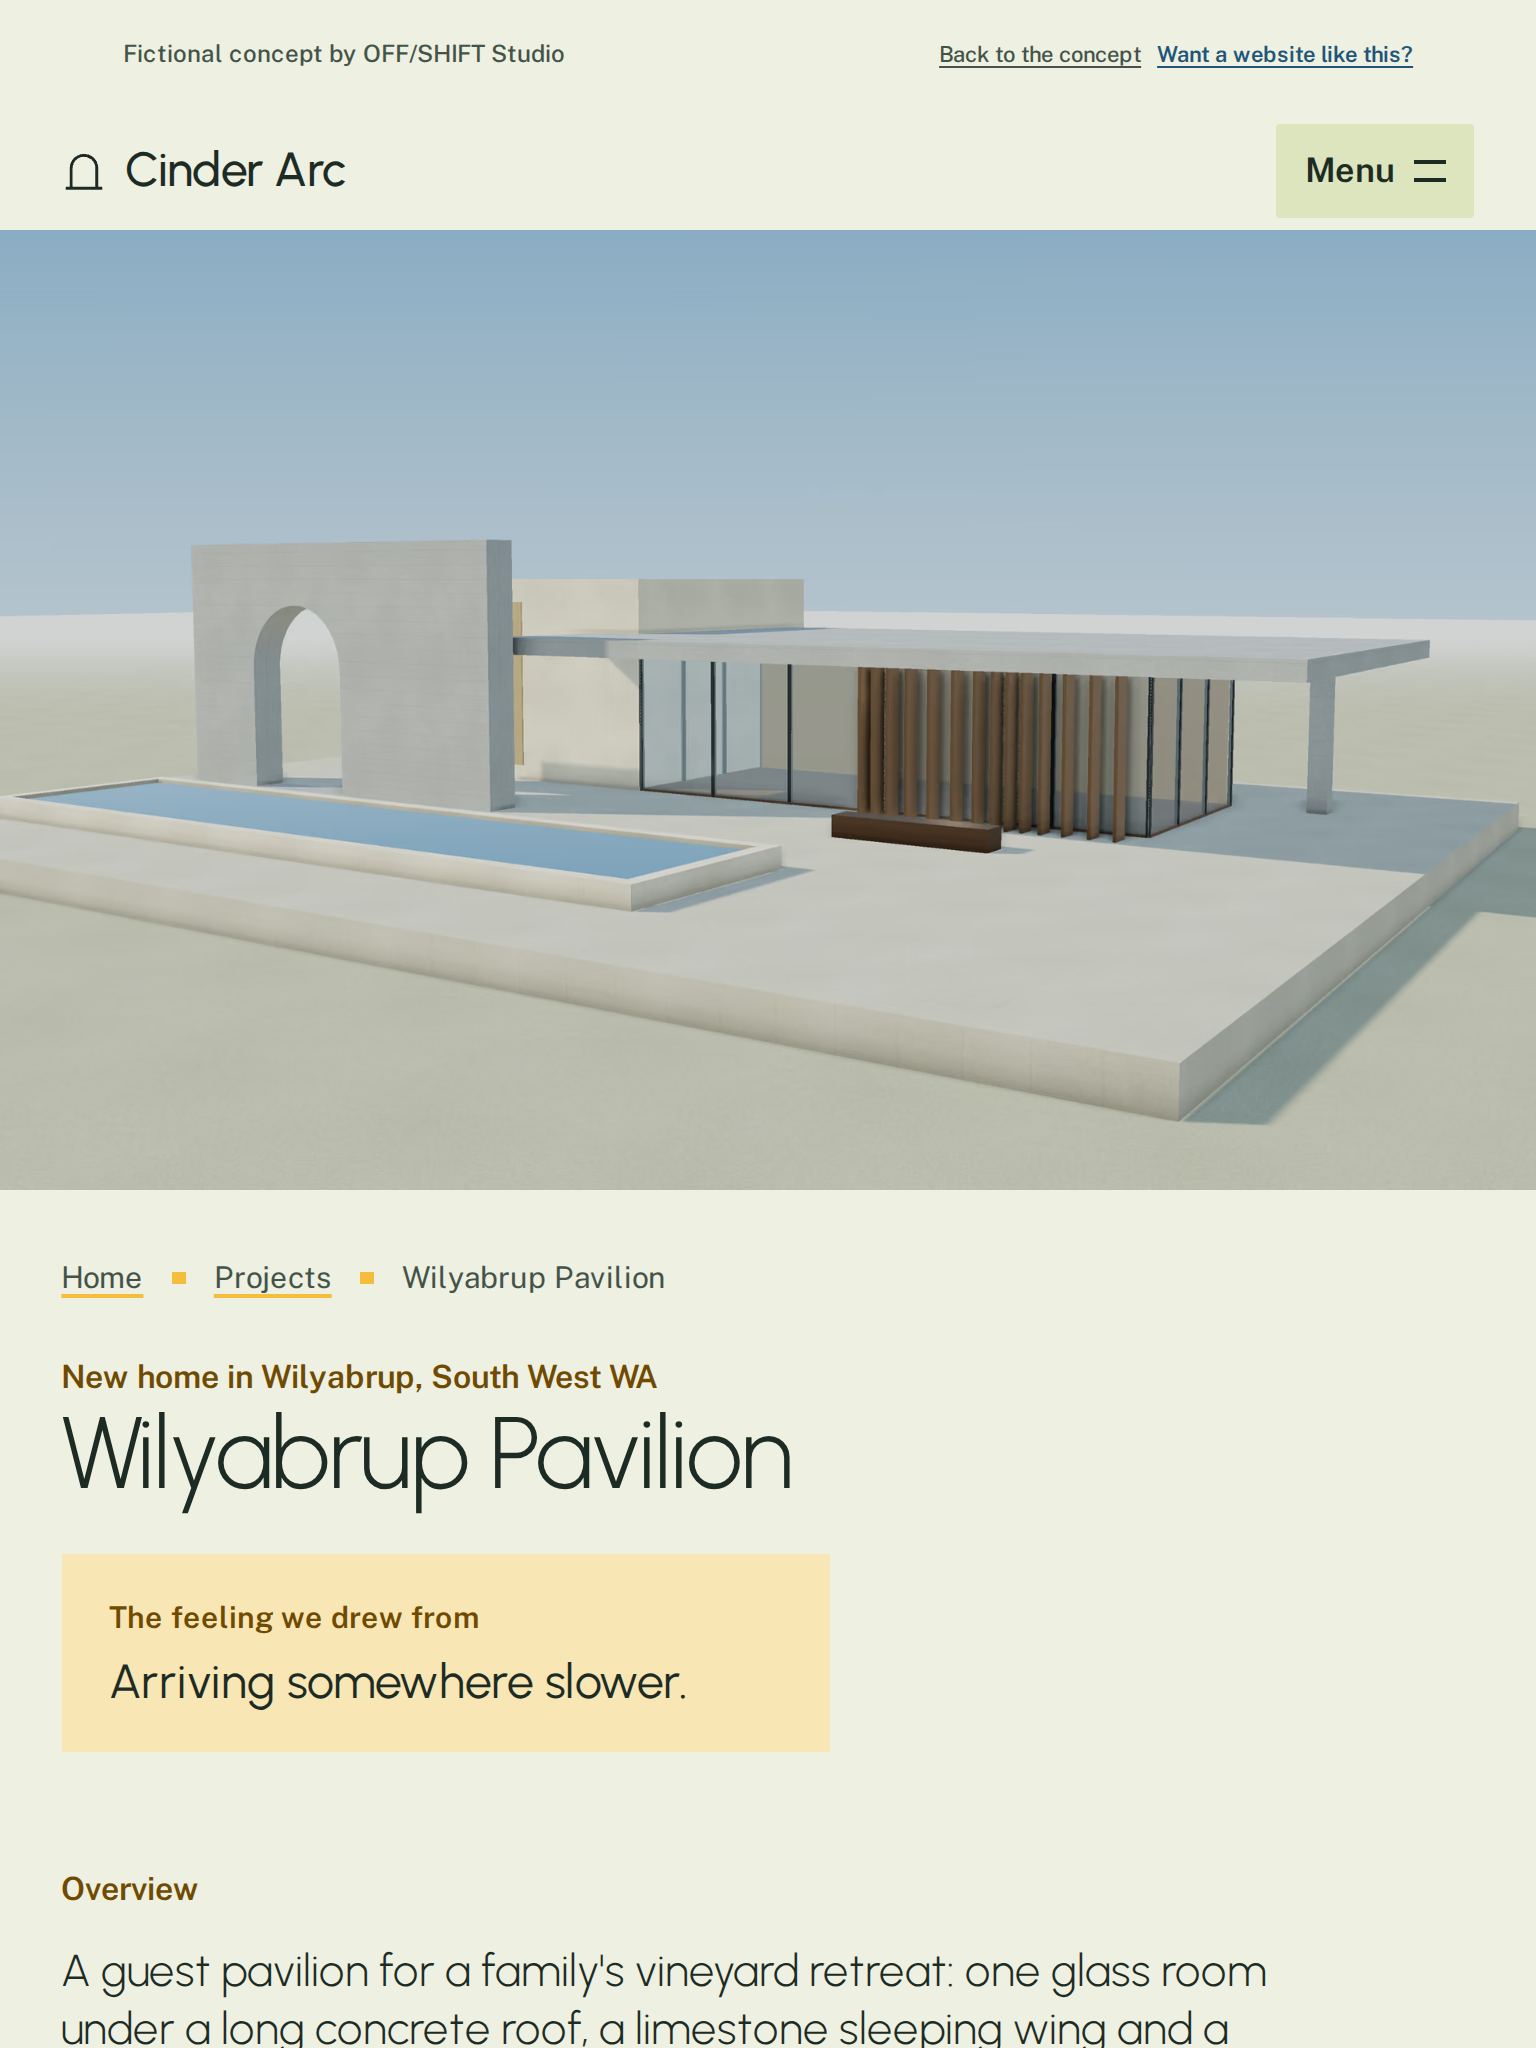 Fictional concept by OFF/SHIFT Studio
Back to the concept Want a website like this?
Cinder Arc
Menu
Home Projects Wilyabrup Pavilion
New home in Wilyabrup, South West WA
Wilyabrup Pavilion
The feeling we drew from
Arriving somewhere slower.
Overview
A guest pavilion for a family's vineyard retreat: one glass room
under a long concrete roof, a limestone sleeping wing and a